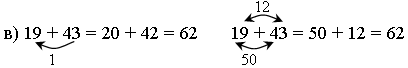 12
в) 19 + 43 = 20 + 42 = 62 19 + 43 = 50 + 12 = 62
1 50